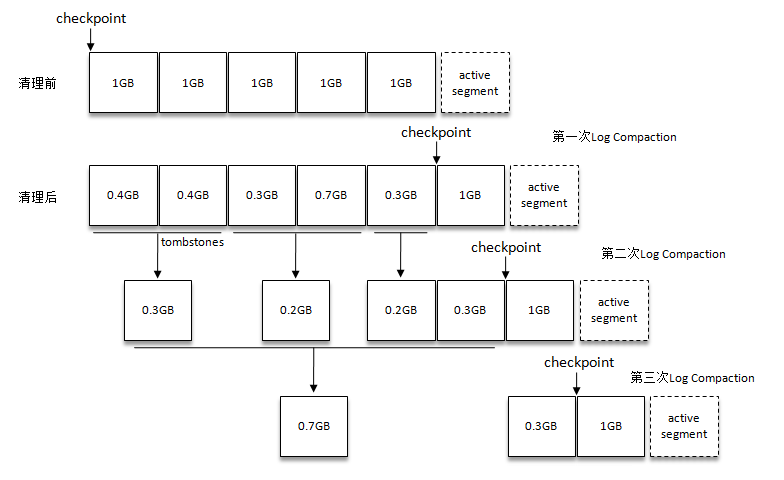 checkpoint
清理前
1GB
1GB
1GB
1GB
1GB
active
segment
checkpoint
第一次Log Compaction
清理后
0.4GB
0.4GB
0.3GB
0.7GB
0.3GB
1GB
active
segment
tombstones
checkpoint
第二次Log Compaction
0.3GB
0.2GB
0.2GB
0.3GB
1GB
active
segment
checkpoint
第三次Log Compaction
0.7GB
0.3GB
1GB
active
segment